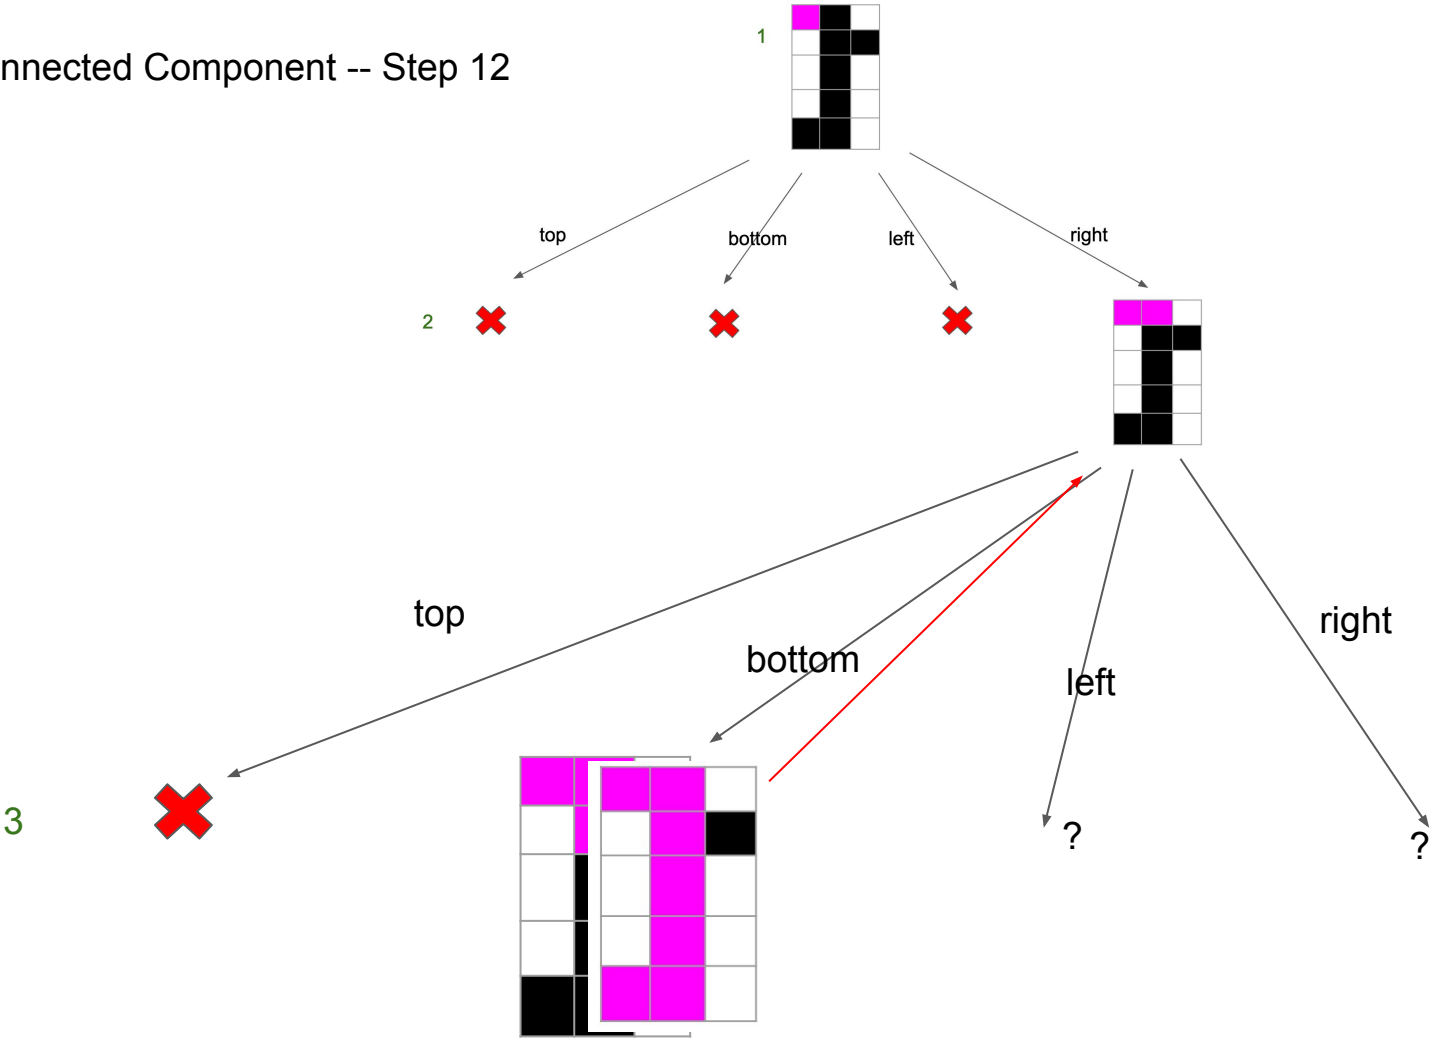 1
nnected Component -- Step 12
top
bottom
left
right
2
top
bottom
left
right
3
?
?